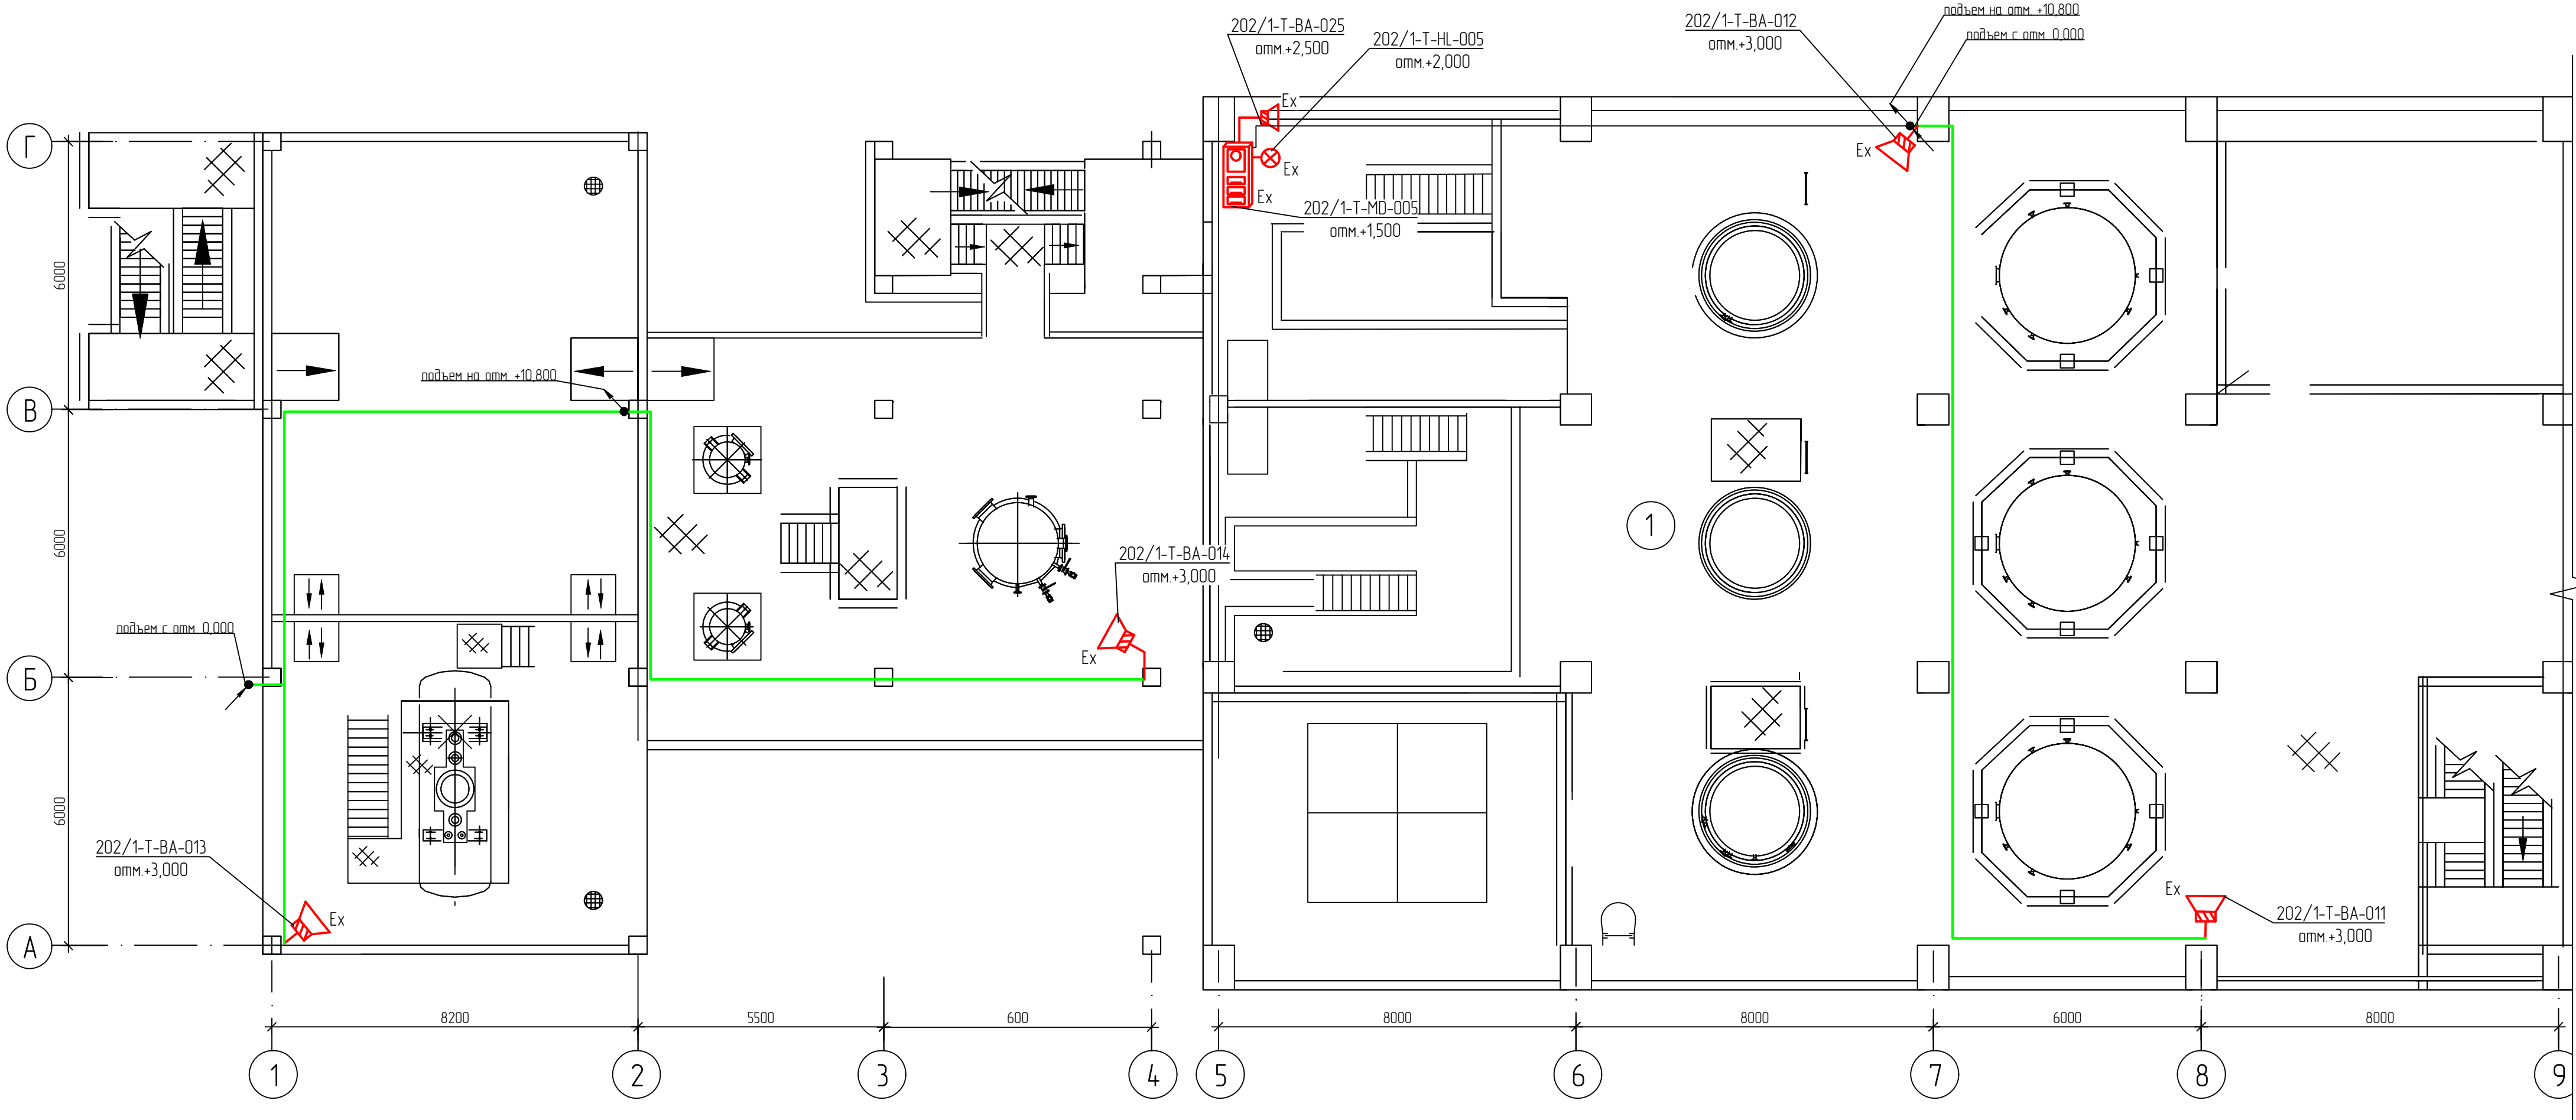 202/1-T-BA-025
отм.+2,500
202/1-T-HL-005
отм.+2,000
202/1-T-BA-012
отм.+3,000
подъем на отм. +10,800
подъем с отм. 0,000
Ex
Ex
Ex
Ex
202/1-T-MD-005
отм.+1,500
Г
6000
подъем на отм. +10,800
В
6000
1
202/1-T-BA-014
отм.+3,000
Ex
подъем с отм. 0,000
Б
6000
202/1-T-BA-013
отм.+3,000
Ex
Ex
202/1-T-BA-011
отм.+3,000
А
8200
5500
600
8000
8000
6000
8000
1
2
3
4
5
6
7
8
9